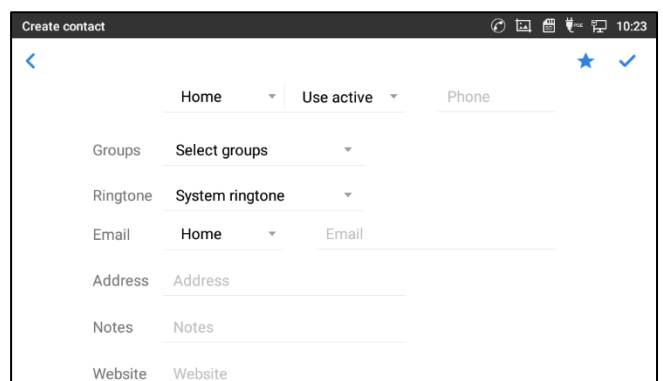 Create contact 10:23
Home Use active Phone
Groups Select groups
Ringtone System ringtone
Email Home Email
Address Address
Notes Notes
Website Website